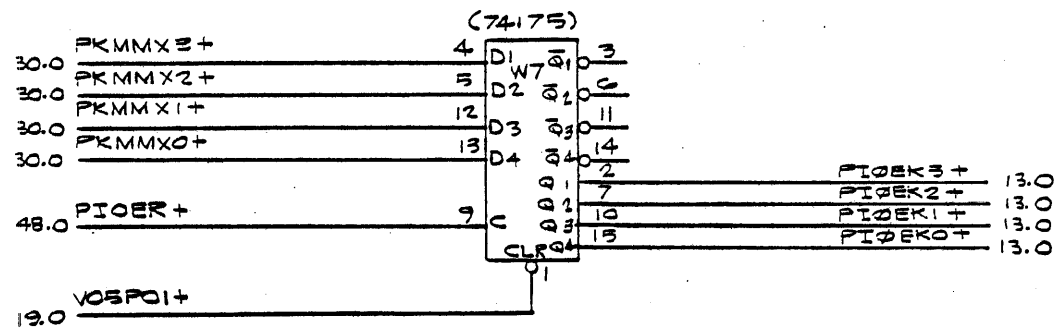 (74175)
PKMMX3+ 4 D1 Q̅1 3
30.0 W7
PKMMX2+ 5 D2 Q̅2 6
30.0
PKMMX1+ 12 D3 Q̅3 11
30.0
PKMMX0+ 13 D4 Q̅4 14
30.0
Q1 2 PIØEK3+ 13.0
Q2 7 PIØEK2+ 13.0
PIOER+ 9 C Q3 10 PIØEK1+ 13.0
48.0
Q4 15 PIØEK0+ 13.0
CLR
1
V05P01+
19.0